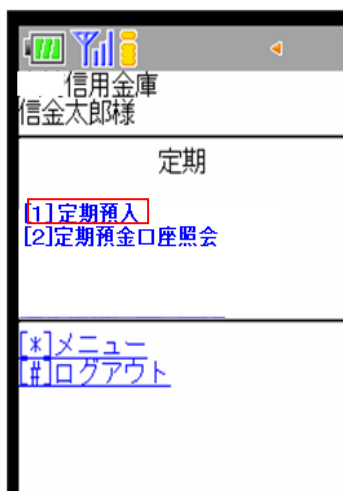 信用金庫
信金太郎様
定期
[1]定期預入
[2]定期預金口座照会
[*]メニュー
[#]ログアウト